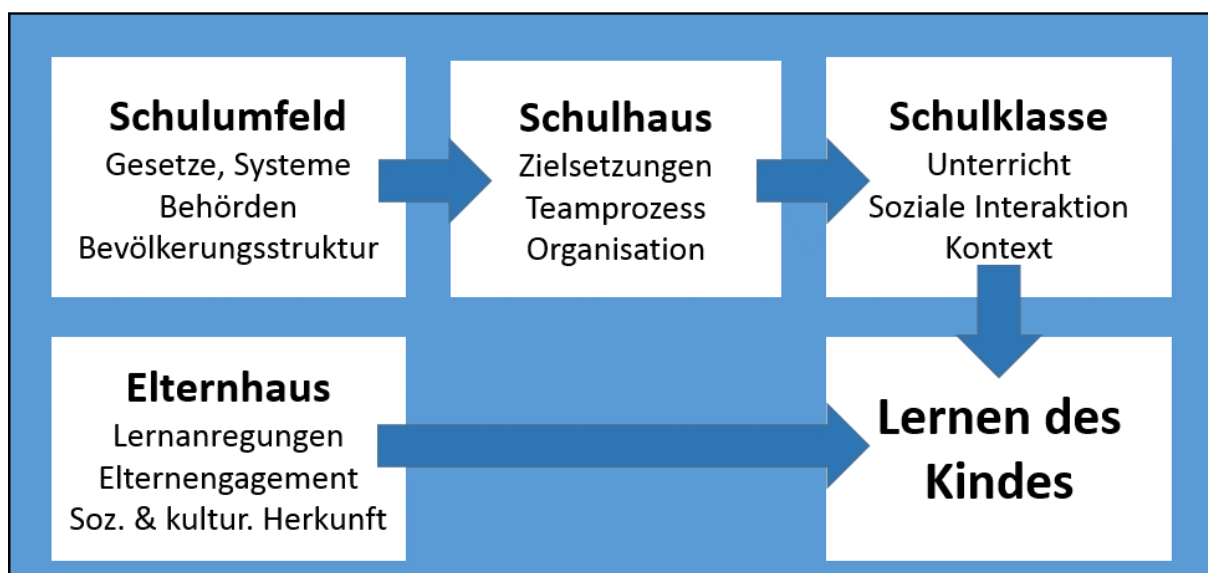 Schulumfeld
Gesetze, Systeme
Behörden
Bevölkerungsstruktur
Schulhaus
Zielsetzungen
Teamprozess
Organisation
Schulklasse
Unterricht
Soziale Interaktion
Kontext
Elternhaus
Lernanregungen
Elternengagement
Soz. & kultur. Herkunft
Lernen des
Kindes